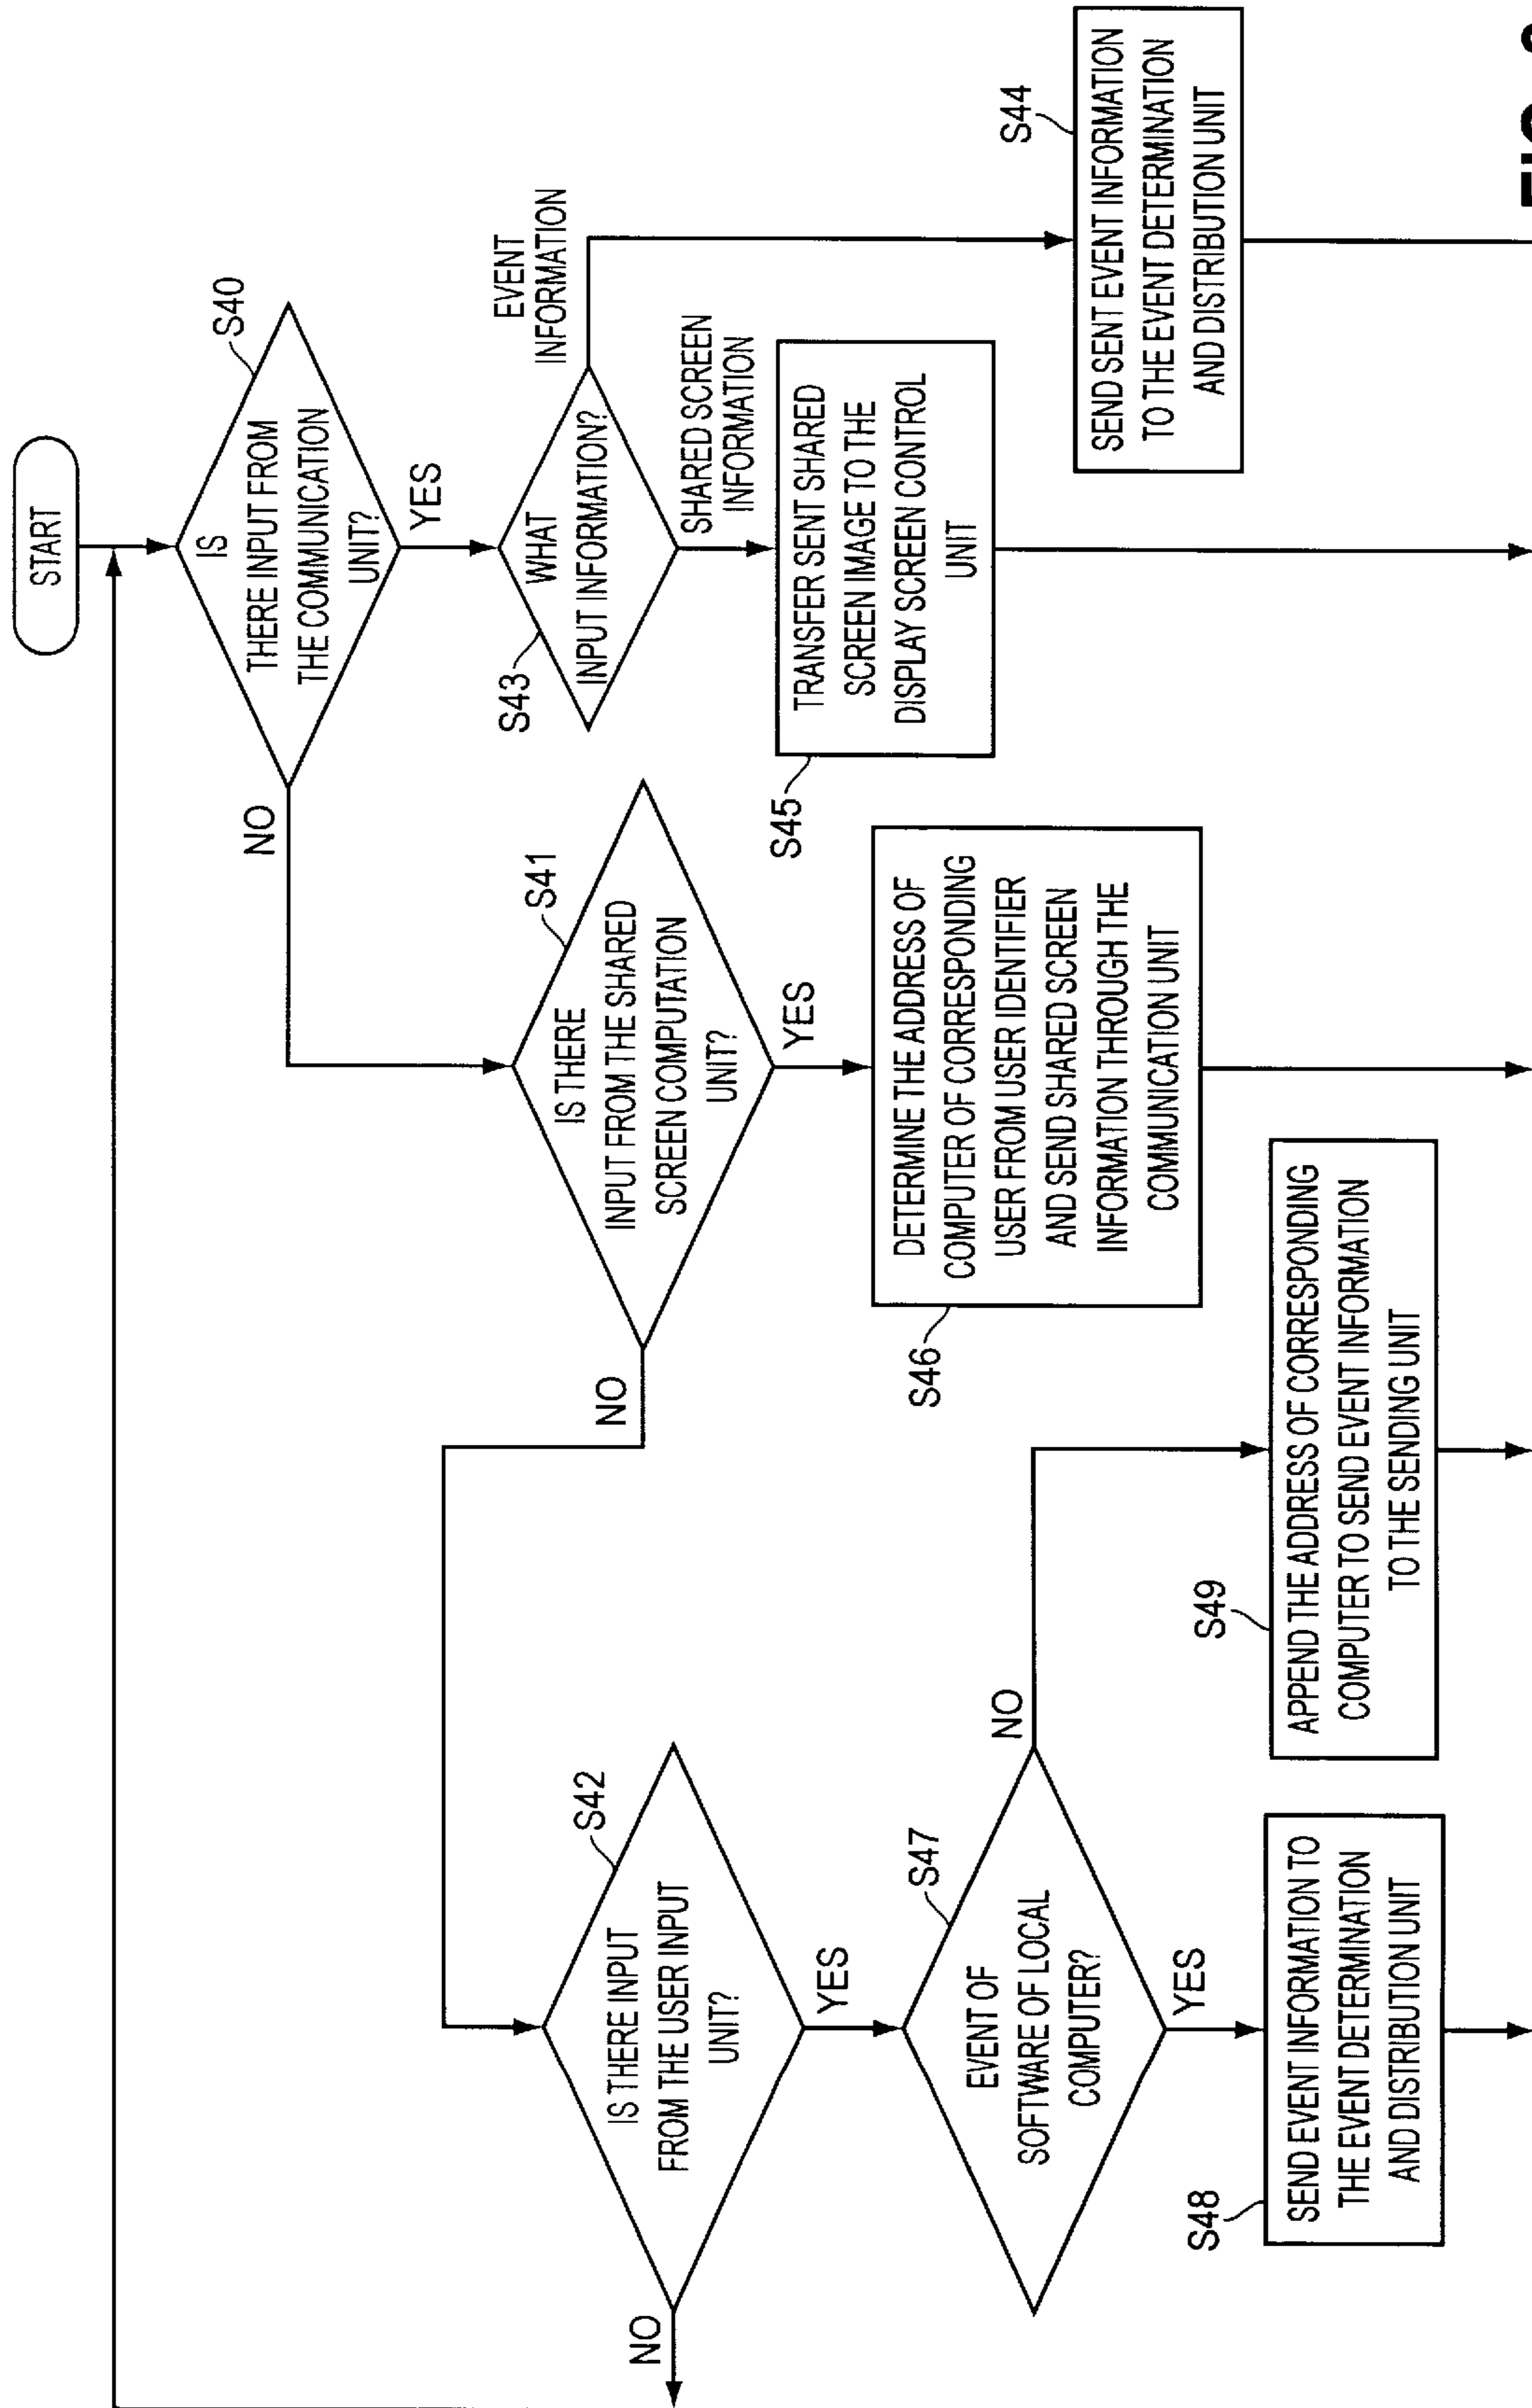 START
IS
THERE INPUT FROM
THE COMMUNICATION
UNIT?
S40
NO
YES
WHAT
INPUT INFORMATION?
S43
EVENT
INFORMATION
SHARED SCREEN
INFORMATION
S44
SEND SENT EVENT INFORMATION
TO THE EVENT DETERMINATION
AND DISTRIBUTION UNIT
S45
TRANSFER SENT SHARED
SCREEN IMAGE TO THE
DISPLAY SCREEN CONTROL
UNIT
IS THERE
INPUT FROM THE SHARED
SCREEN COMPUTATION
UNIT?
S41
NO
YES
S46
DETERMINE THE ADDRESS OF
COMPUTER OF CORRESPONDING
USER FROM USER IDENTIFIER
AND SEND SHARED SCREEN
INFORMATION THROUGH THE
COMMUNICATION UNIT
IS THERE INPUT
FROM THE USER INPUT
UNIT?
S42
NO
YES
EVENT OF
SOFTWARE OF LOCAL
COMPUTER?
S47
NO
YES
S48
SEND EVENT INFORMATION TO
THE EVENT DETERMINATION
AND DISTRIBUTION UNIT
S49
APPEND THE ADDRESS OF CORRESPONDING
COMPUTER TO SEND EVENT INFORMATION
TO THE SENDING UNIT